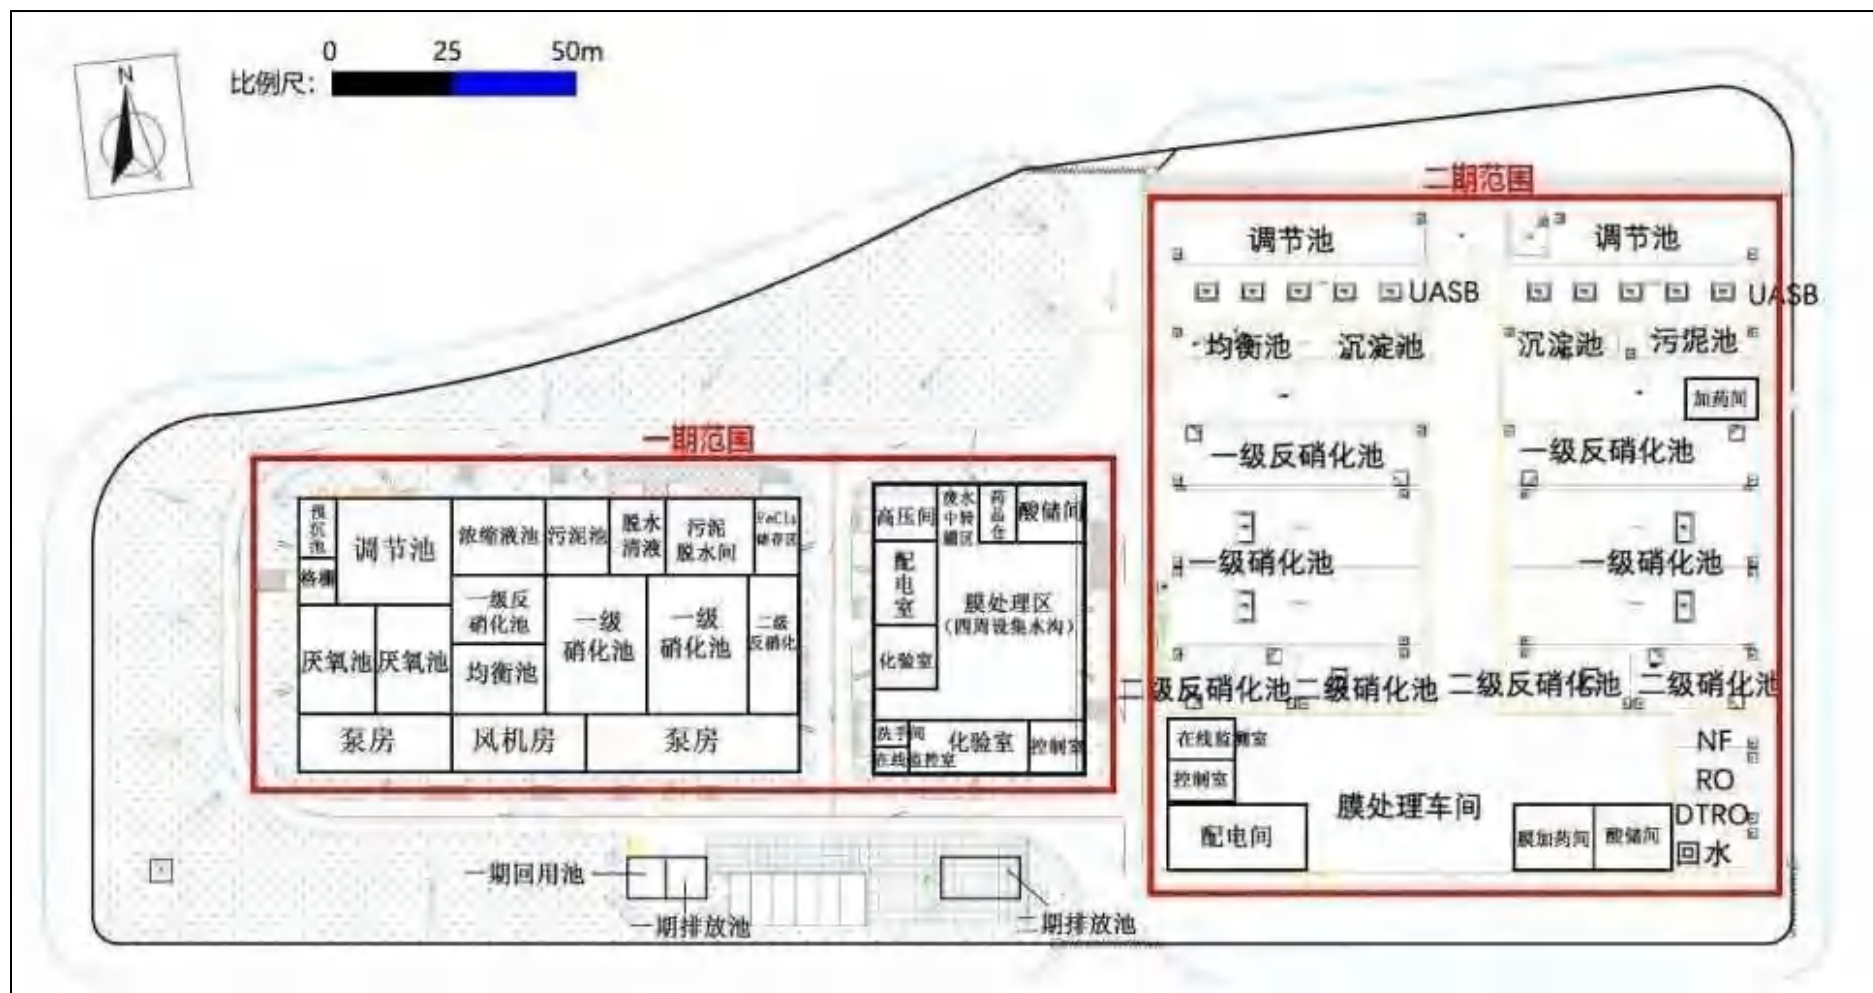 N
0 25 50m
比例尺：
二期范围
调节池 调节池
UASB UASB
均衡池 沉淀池 沉淀池 污泥池
加药间
一级反硝化池 一级反硝化池
一级硝化池 一级硝化池
二级反硝化池 二级硝化池 二级反硝化池 二级硝化池
在线监测室
控制室
配电间
膜处理车间
膜加药间 酸储间
NF
RO
DTRO
回水
一期范围
预沉池
格栅
调节池
浓缩液池
污泥池
脱水
清液
污泥
脱水间
FeCl3
储存区
厌氧池 厌氧池
一级反
硝化池
均衡池
一级
硝化池
一级
硝化池
二级
反硝化
泵房 风机房 泵房
高压间
废水
中转
罐区
药品仓
酸储间
配电室
膜处理区
（四周设集水沟）
化验室
洗手间
在线监控室
化验室
控制室
一期回用池
一期排放池
二期排放池